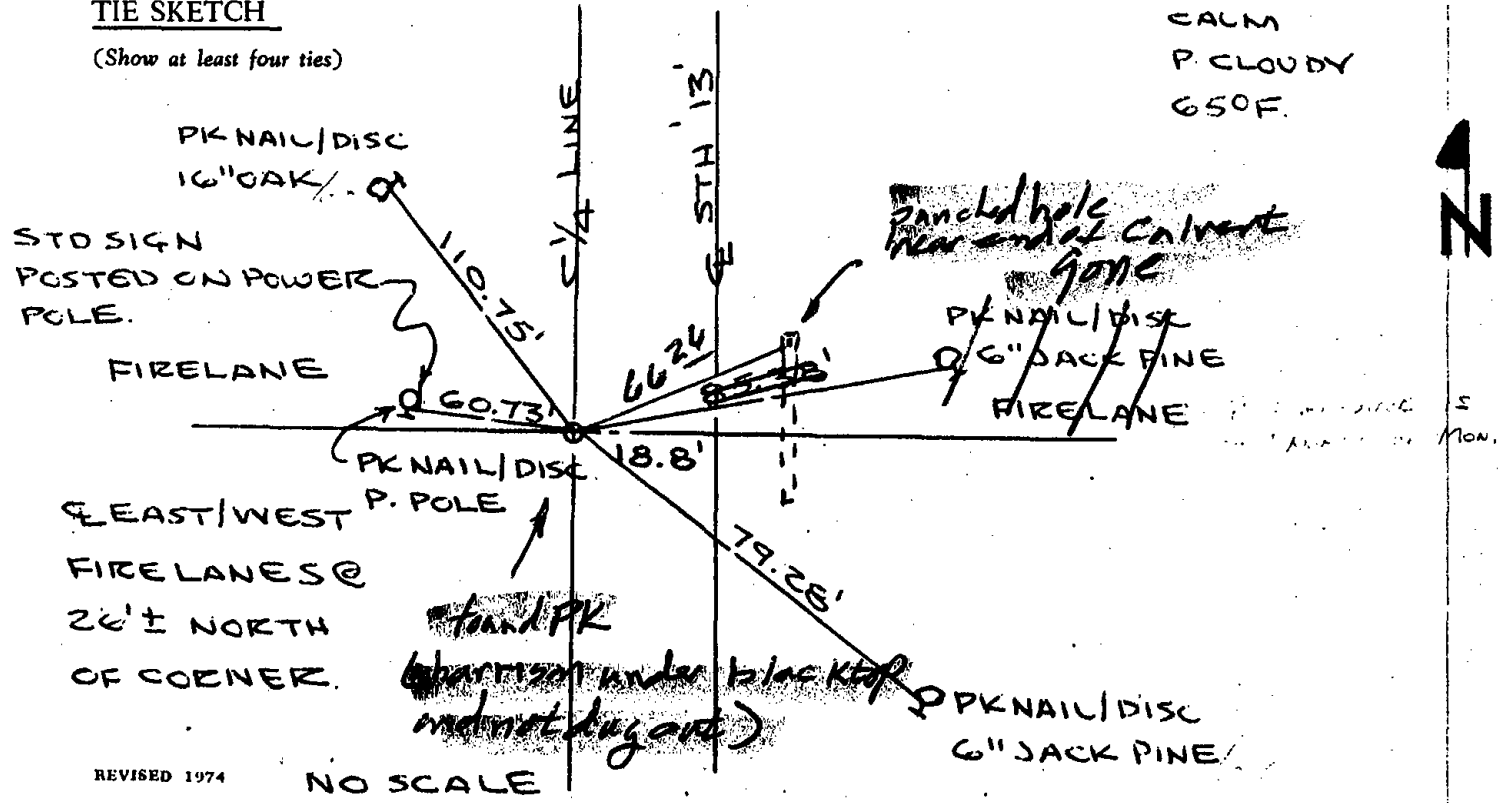 TIE SKETCH
(Show at least four ties)
CALM
P. CLOUDY
65°F.
PK NAIL/DISC
16" OAK
STD SIGN
POSTED ON POWER
POLE.
FIRELANE
110.75'
C 1/4 LINE
℄ 5TH 13'
N
punched hole
near end of Culvert
gone
PK NAIL/DISC
6" JACK PINE
FIRELANE
66 24
60.73'
18.8'
PK NAIL/DISC
P. POLE
MON.
℄ EAST/WEST
FIRELANES @
26'± NORTH
OF CORNER.
found PK
under blacktop
and not dug out)
79.28'
PK NAIL/DISC
6" JACK PINE
REVISED 1974
NO SCALE